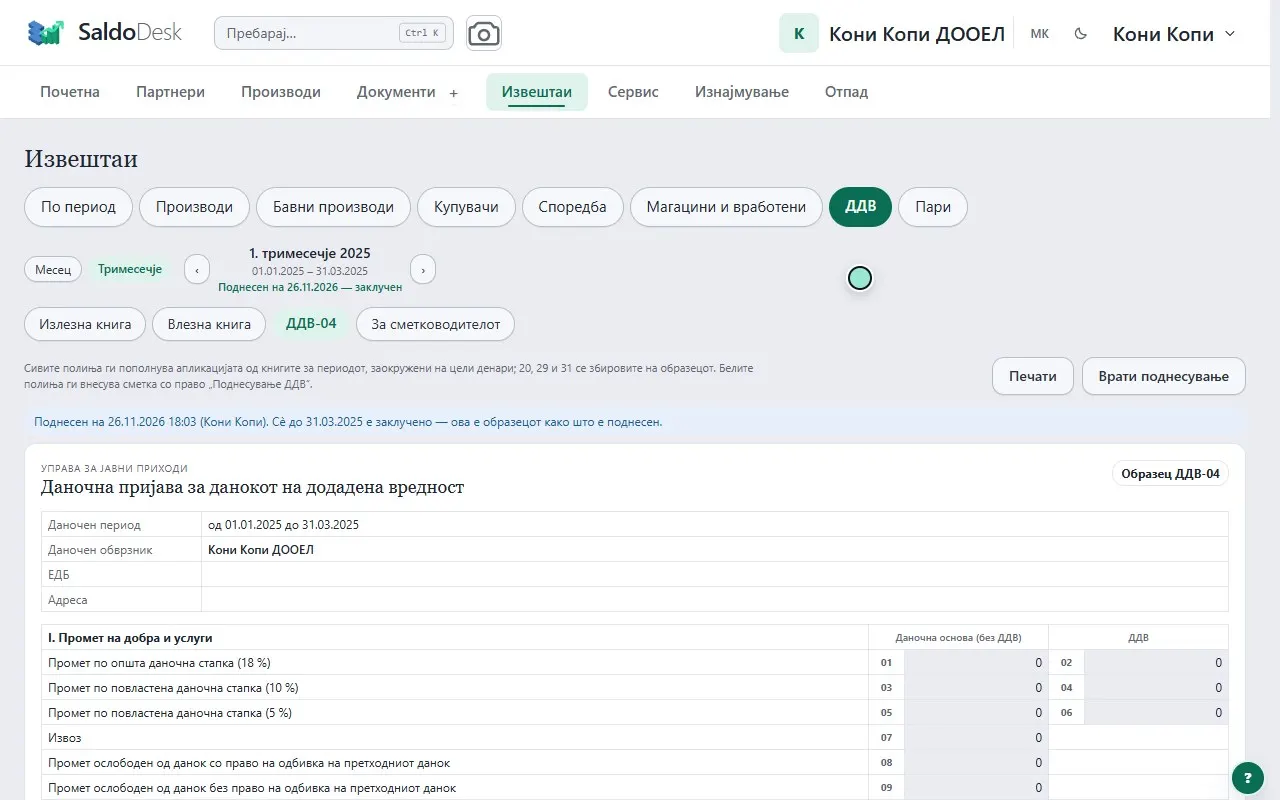 SaldoDesk
Пребарај... Ctrl K
К Кони Копи ДООЕЛ МК Кони Копи
Почетна Партнери Производи Документи + Извештаи Сервис Изнајмување Отпад
Извештаи
По период Производи Бавни производи Купувачи Споредба Магацини и вработени ДДВ Пари
Месец Тримесечје ‹ 1. тримесечје 2025 ›
01.01.2025 – 31.03.2025
Поднесен на 26.11.2026 — заклучен
Излезна книга Влезна книга ДДВ-04 За сметководителот
Сивите полиња ги пополнува апликацијата од книгите за периодот, заокружени на цели денари; 20, 29 и 31 се збировите на образецот. Белите
полиња ги внесува сметка со право „Поднесување ДДВ“.
Печати Врати поднесување
Поднесен на 26.11.2026 18:03 (Кони Копи). Сѐ до 31.03.2025 е заклучено — ова е образецот како што е поднесен.
УПРАВА ЗА ЈАВНИ ПРИХОДИ
Даночна пријава за данокот на додадена вредност
Образец ДДВ-04
Даночен период од 01.01.2025 до 31.03.2025
Даночен обврзник Кони Копи ДООЕЛ
ЕДБ
Адреса
I. Промет на добра и услуги Даночна основа (без ДДВ) ДДВ
Промет по општа даночна стапка (18 %) 01 0 02 0
Промет по повластена даночна стапка (10 %) 03 0 04 0
Промет по повластена даночна стапка (5 %) 05 0 06 0
Извоз 07 0
Промет ослободен од данок со право на одбивка на претходниот данок 08 0
Промет ослободен од данок без право на одбивка на претходниот данок 09 0
?